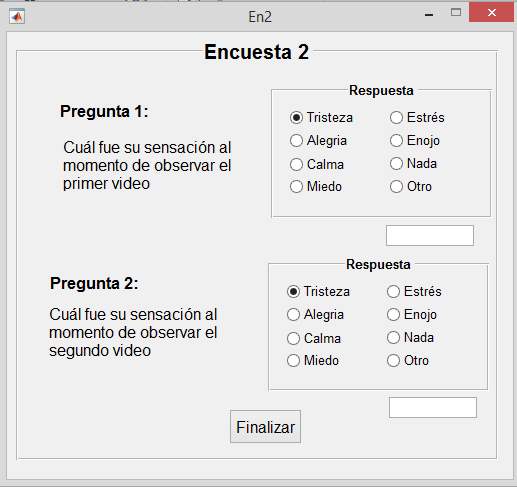 En2
Encuesta 2
Pregunta 1:
Cuál fue su sensación al
momento de observar el
primer video
Respuesta
Tristeza
Estrés
Alegria
Enojo
Calma
Nada
Miedo
Otro
Pregunta 2:
Cuál fue su sensación al
momento de observar el
segundo video
Respuesta
Tristeza
Estrés
Alegria
Enojo
Calma
Nada
Miedo
Otro
Finalizar